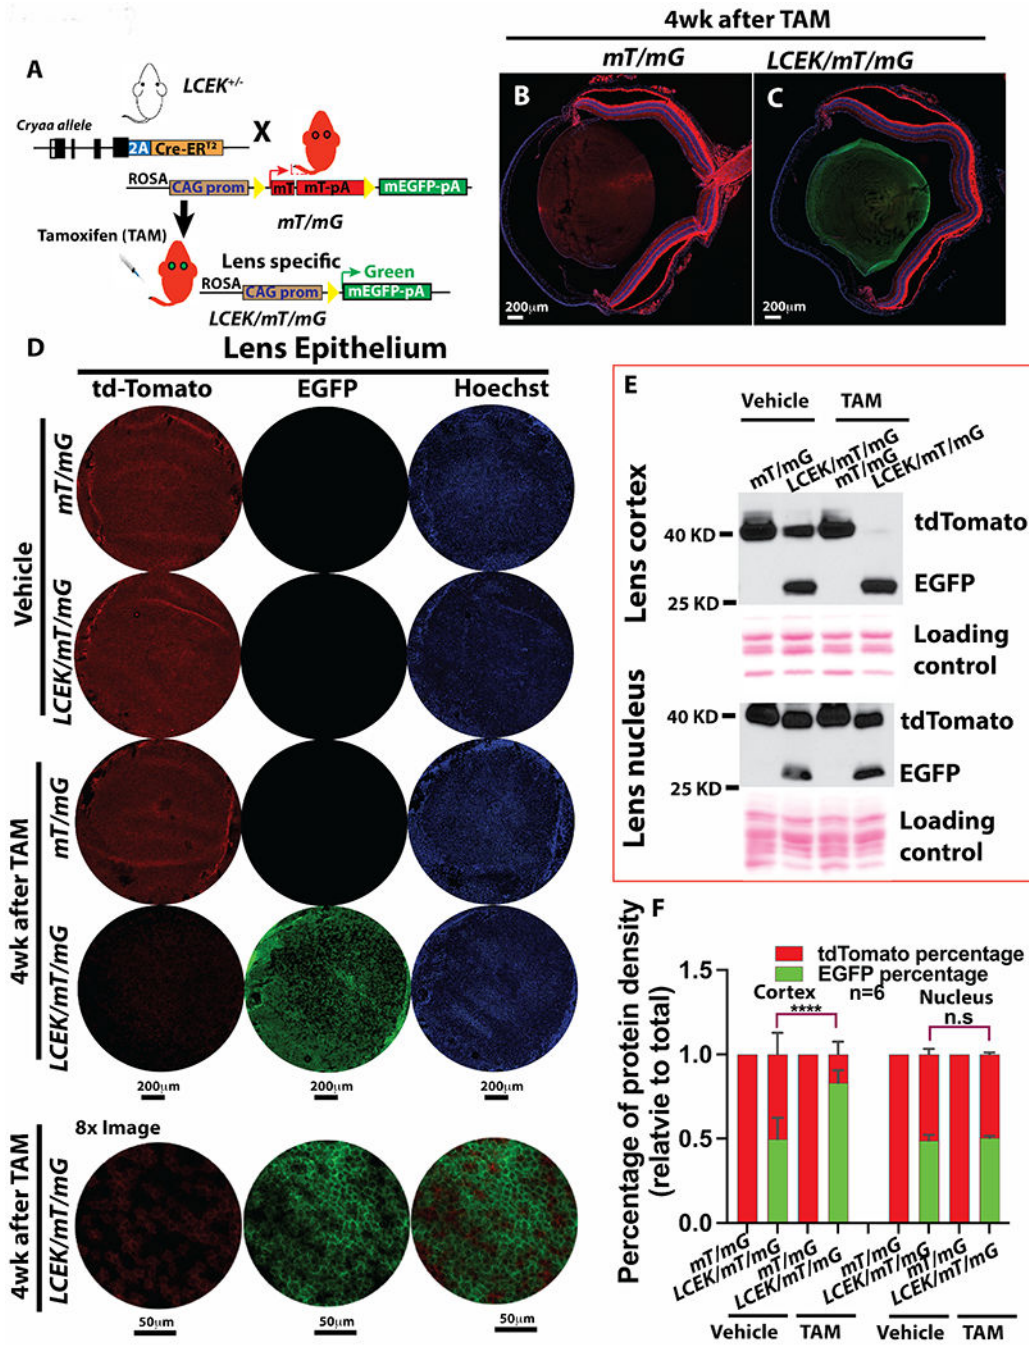 4wk after TAM
mT/mG
LCEK/mT/mG
A
LCEK+/-
Cryaa allele
2A
Cre-ERT2
X
ROSA
CAG prom
mT
mT-pA
mEGFP-pA
mT/mG
Tamoxifen (TAM)
Lens specific
Green
ROSA
CAG prom
mEGFP-pA
LCEK/mT/mG
B
200μm
C
200μm
D
Lens Epithelium
td-Tomato
EGFP
Hoechst
Vehicle
mT/mG
LCEK/mT/mG
4wk after TAM
mT/mG
LCEK/mT/mG
200μm
200μm
200μm
8x Image
4wk after TAM
LCEK/mT/mG
50μm
50μm
50μm
E
Vehicle
TAM
mT/mG
LCEK/mT/mG
mT/mG
LCEK/mT/mG
Lens cortex
40 KD
tdTomato
EGFP
25 KD
Loading
control
Lens nucleus
40 KD
tdTomato
EGFP
25 KD
Loading
control
F
tdTomato percentage
EGFP percentage
Cortex
n=6
Nucleus
****
n.s
Percentage of protein density
(relatvie to total)
1.5
1.0
0.5
0.0
mT/mG
LCEK/mT/mG
mT/mG
LCEK/mT/mG
mT/mG
LCEK/mT/mG
mT/mG
LCEK/mT/mG
Vehicle
TAM
Vehicle
TAM